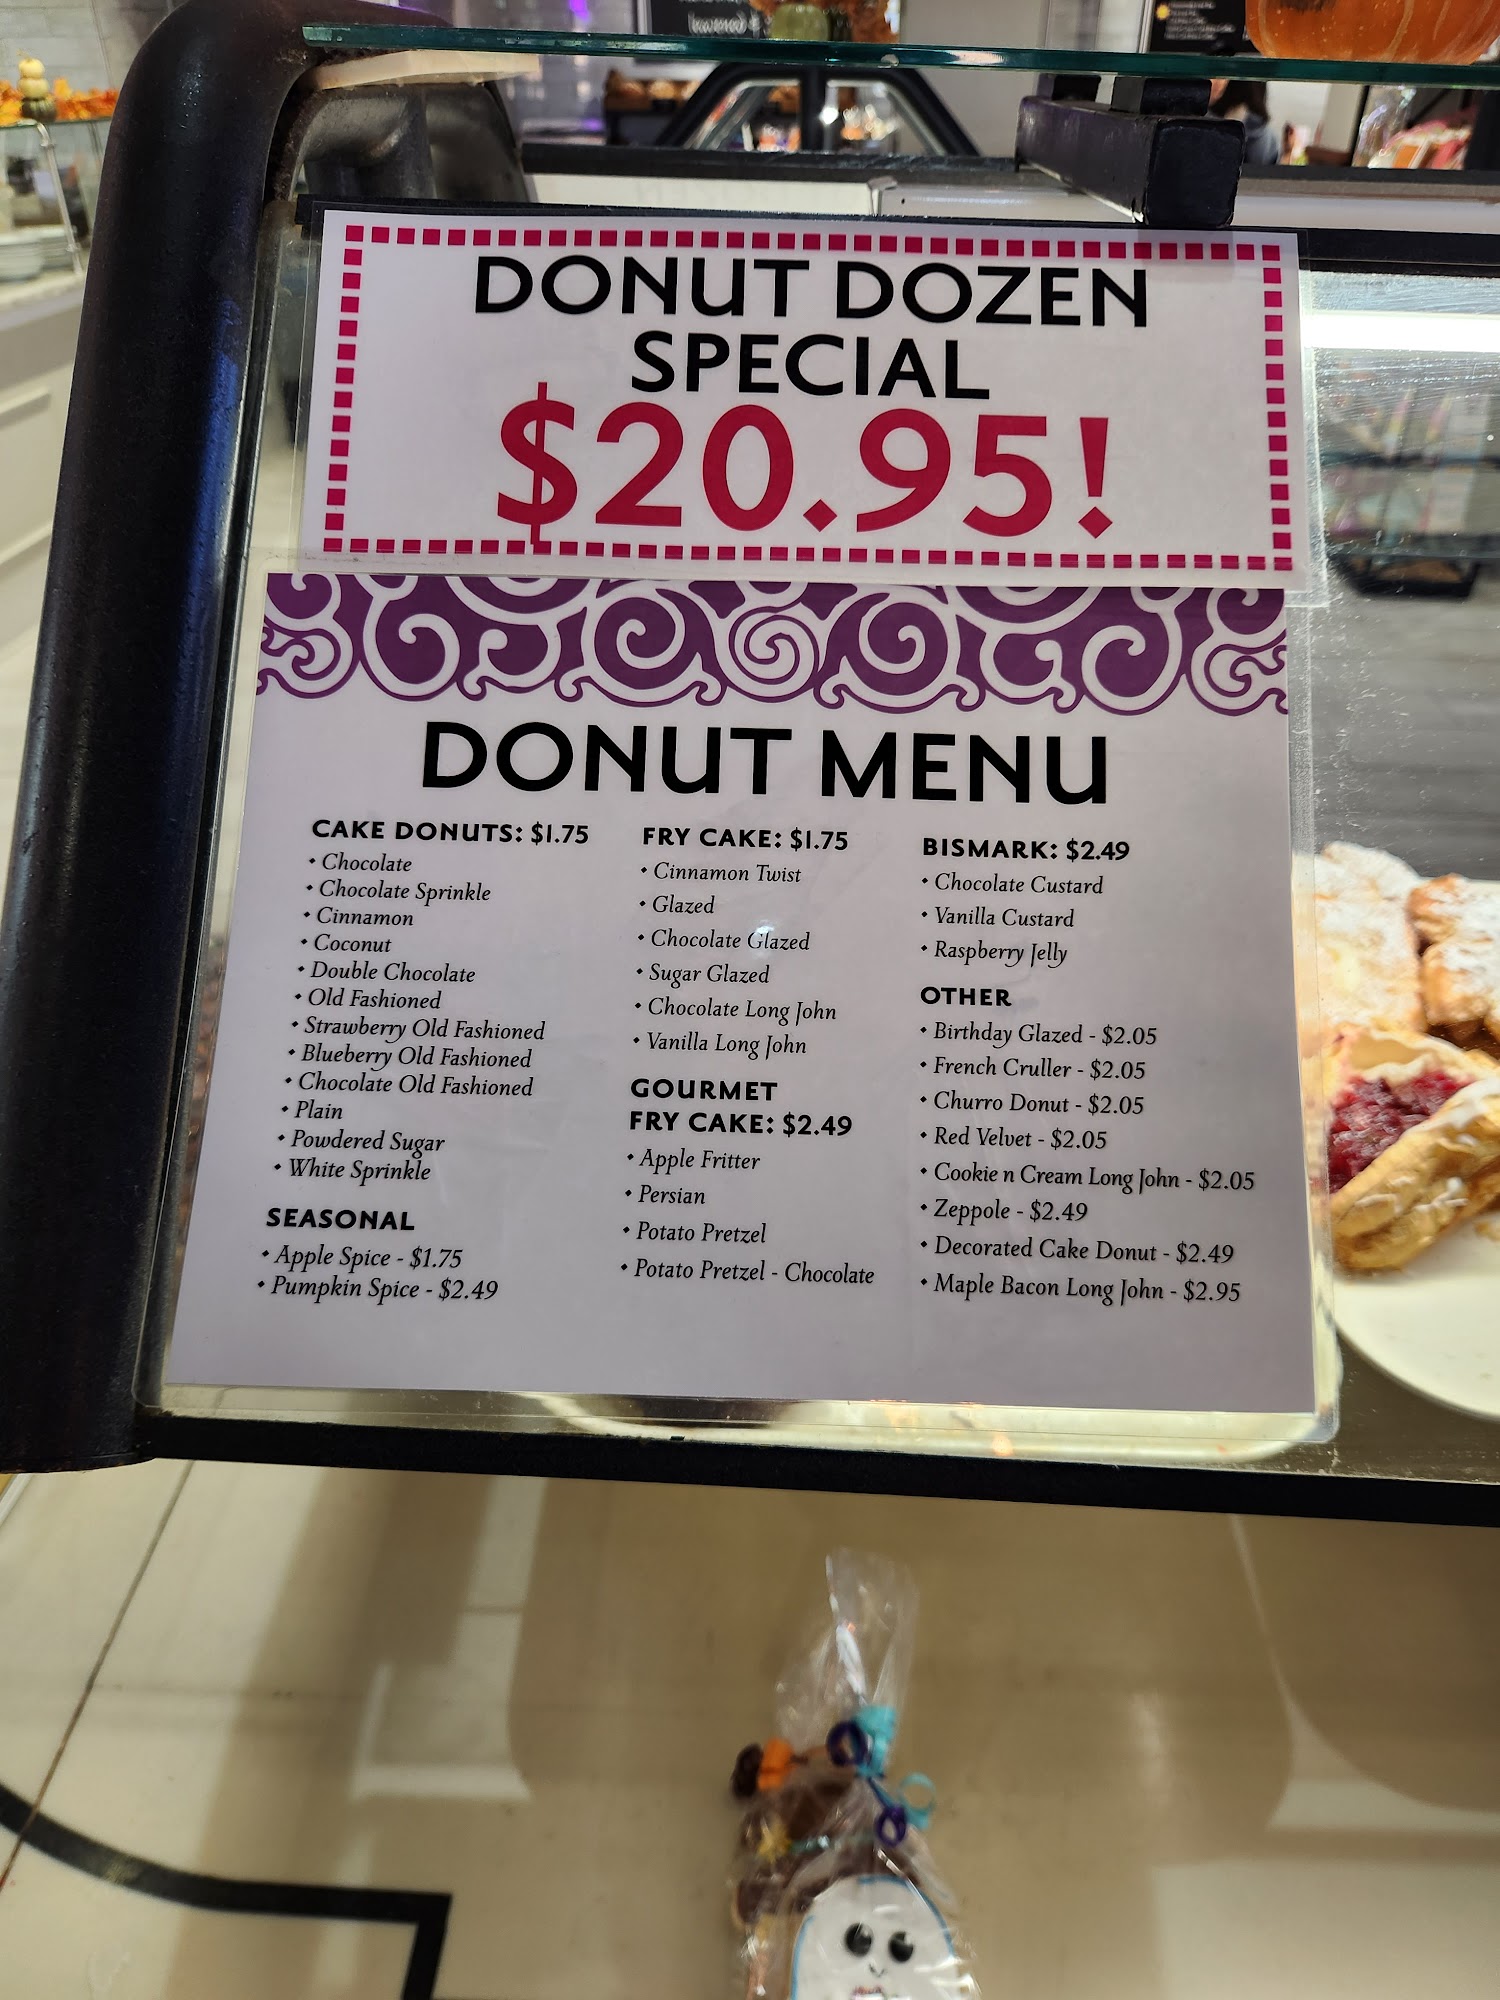 DONUT DOZEN
SPECIAL
$20.95!
DONUT MENU
CAKE DONUTS: $1.75
• Chocolate
• Chocolate Sprinkle
• Cinnamon
• Coconut
• Double Chocolate
• Old Fashioned
• Strawberry Old Fashioned
• Blueberry Old Fashioned
• Chocolate Old Fashioned
• Plain
• Powdered Sugar
• White Sprinkle
SEASONAL
• Apple Spice - $1.75
• Pumpkin Spice - $2.49
FRY CAKE: $1.75
• Cinnamon Twist
• Glazed
• Chocolate Glazed
• Sugar Glazed
• Chocolate Long John
• Vanilla Long John
GOURMET
FRY CAKE: $2.49
• Apple Fritter
• Persian
• Potato Pretzel
• Potato Pretzel - Chocolate
BISMARK: $2.49
• Chocolate Custard
• Vanilla Custard
• Raspberry Jelly
OTHER
• Birthday Glazed - $2.05
• French Cruller - $2.05
• Churro Donut - $2.05
• Red Velvet - $2.05
• Cookie n Cream Long John - $2.05
• Zeppole - $2.49
• Decorated Cake Donut - $2.49
• Maple Bacon Long John - $2.95